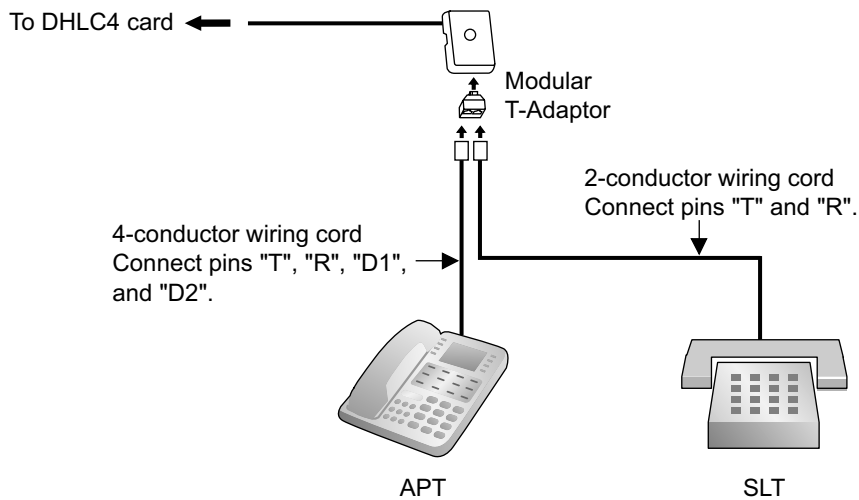 To DHLC4 card
Modular
T-Adaptor
2-conductor wiring cord
Connect pins "T" and "R".
4-conductor wiring cord
Connect pins "T", "R", "D1",
and "D2".
APT
SLT